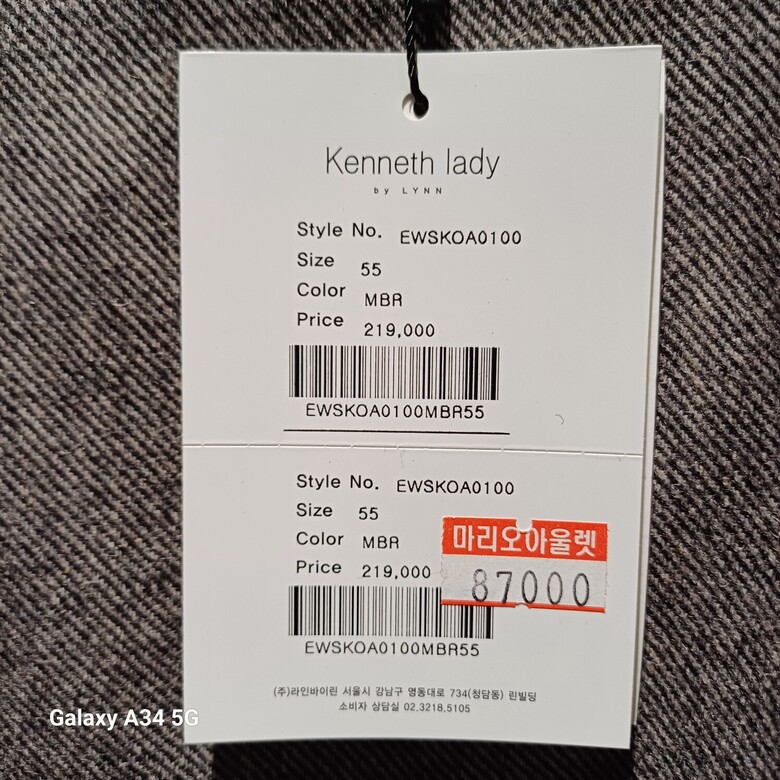 Kenneth lady
by LYNN
Style No. EWSKOA0100
Size 55
Color MBR
Price 219,000
EWSKOA0100MBR55
Style No. EWSKOA0100
Size 55
Color MBR
Price 219,000
마리오아울렛
87000
EWSKOA0100MBR55
(주)라인바이린 서울시 강남구 영동대로 734(청담동) 린빌딩
소비자 상담실 02.3218.5105
Galaxy A34 5G